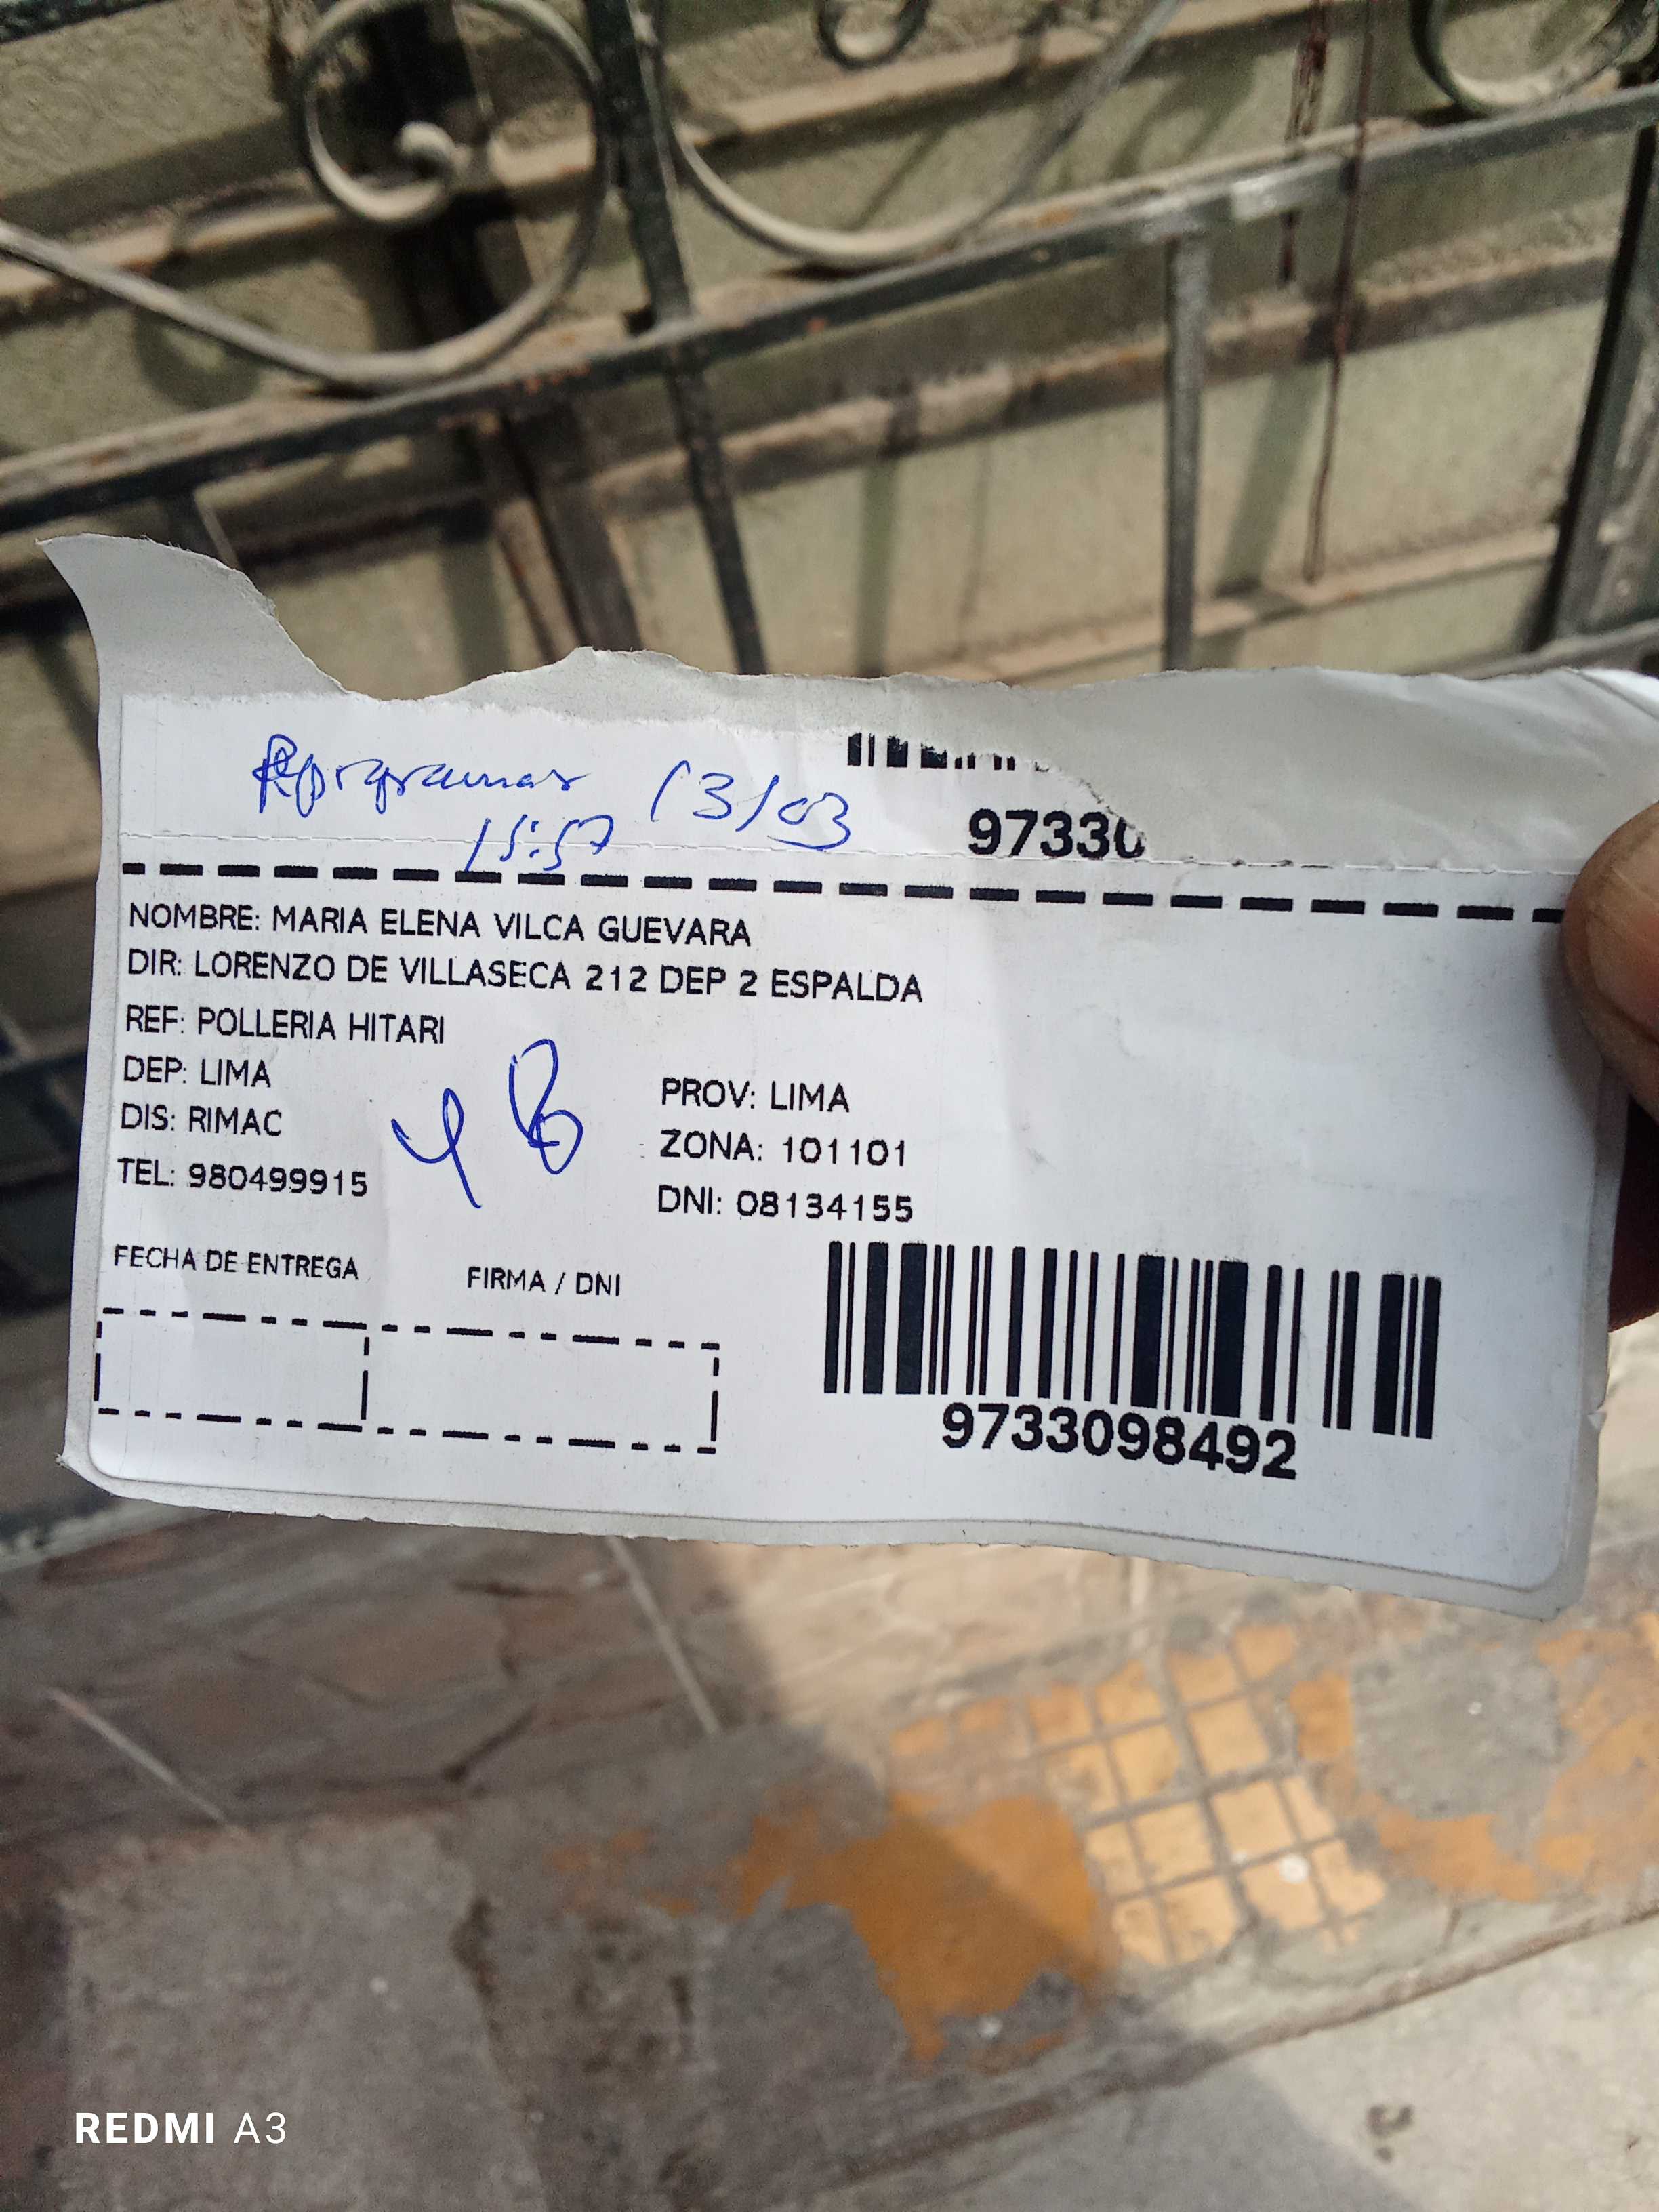 Reprogramar 13/03
15:57
97330
NOMBRE: MARIA ELENA VILCA GUEVARA
DIR: LORENZO DE VILLASECA 212 DEP 2 ESPALDA
REF: POLLERIA HITARI
DEP: LIMA
PROV: LIMA
DIS: RIMAC
ZONA: 101101
TEL: 980499915
DNI: 08134155
FECHA DE ENTREGA
FIRMA / DNI
9733098492
REDMI A3